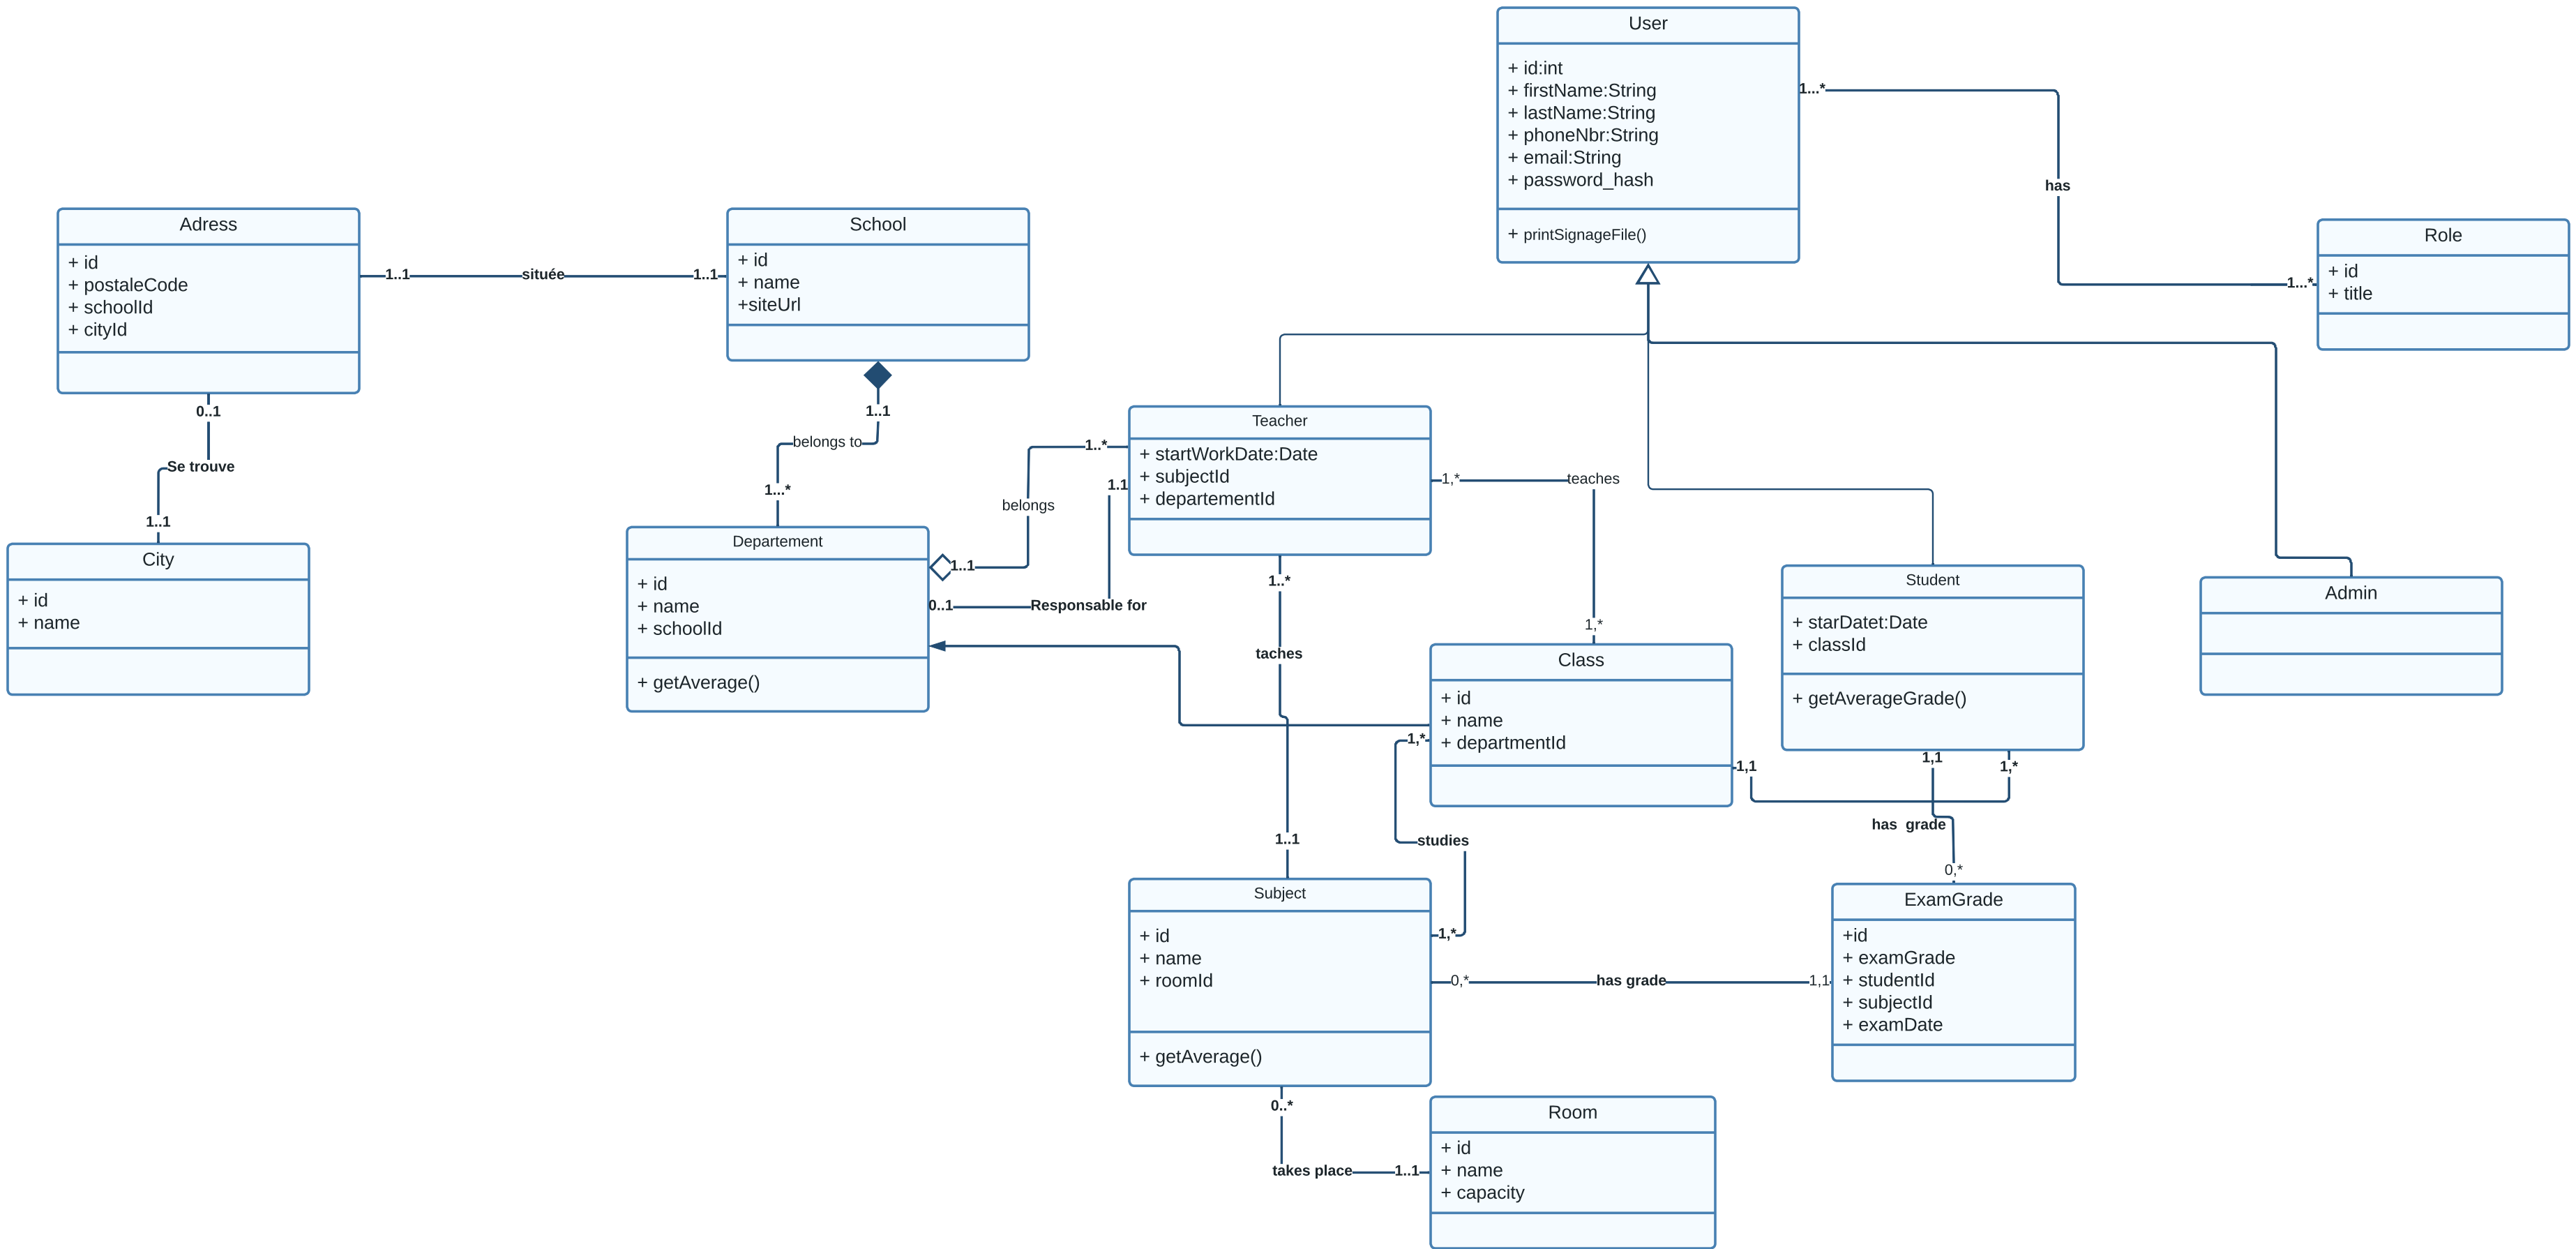 User
+ id:int
+ firstName:String
+ lastName:String
+ phoneNbr:String
+ email:String
+ password_hash
+ printSignageFile()
1...*
has
1...*
Role
+ id
+ title
Adress
+ id
+ postaleCode
+ schoolId
+ cityId
1..1
située
1..1
School
+ id
+ name
+siteUrl
0..1
Se trouve
1..1
City
+ id
+ name
1..1
belongs to
1...*
Departement
+ id
+ name
+ schoolId
+ getAverage()
1..*
belongs
1..1
1.1
0..1
Responsable for
Teacher
+ startWorkDate:Date
+ subjectId
+ departementId
1,*
teaches
1,*
1..*
taches
1..1
Class
+ id
+ name
+ departmentId
1,*
studies
1,*
1,1
1,*
Student
+ starDatet:Date
+ classId
+ getAverageGrade()
1,1
has  grade
0,*
Admin
Subject
+ id
+ name
+ roomId
+ getAverage()
0,*
has grade
1,1
ExamGrade
+id
+ examGrade
+ studentId
+ subjectId
+ examDate
0..*
takes place
1..1
Room
+ id
+ name
+ capacity